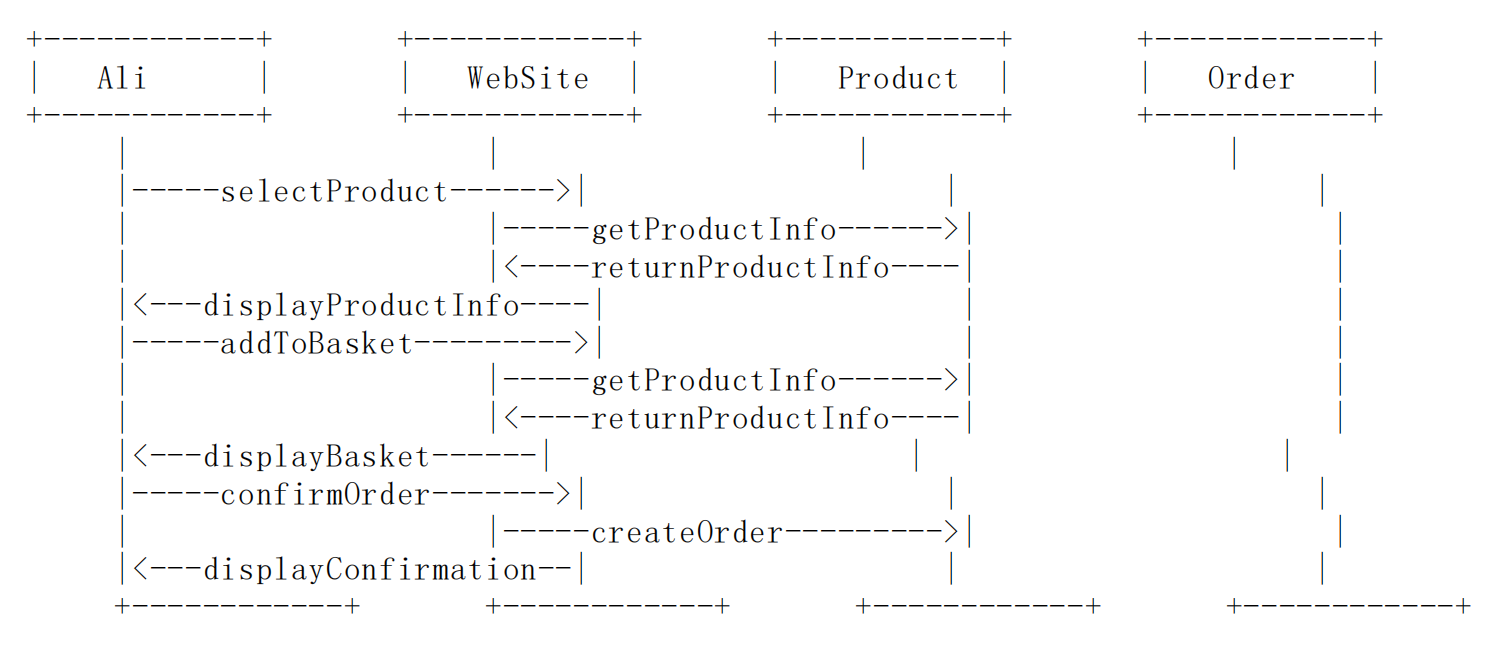 +------------+ +------------+ +------------+ +------------+
| Ali | | WebSite | | Product | | Order |
+------------+ +------------+ +------------+ +------------+
| | | |
|-----selectProduct------>| | |
| |-----getProductInfo------>| |
| |<----returnProductInfo----| |
|<---displayProductInfo----| | |
|-----addToBasket--------->| | |
| |-----getProductInfo------>| |
| |<----returnProductInfo----| |
|<---displayBasket------| | |
|-----confirmOrder------->| | |
| |-----createOrder--------->| |
|<---displayConfirmation--| | |
+------------+ +------------+ +------------+ +------------+